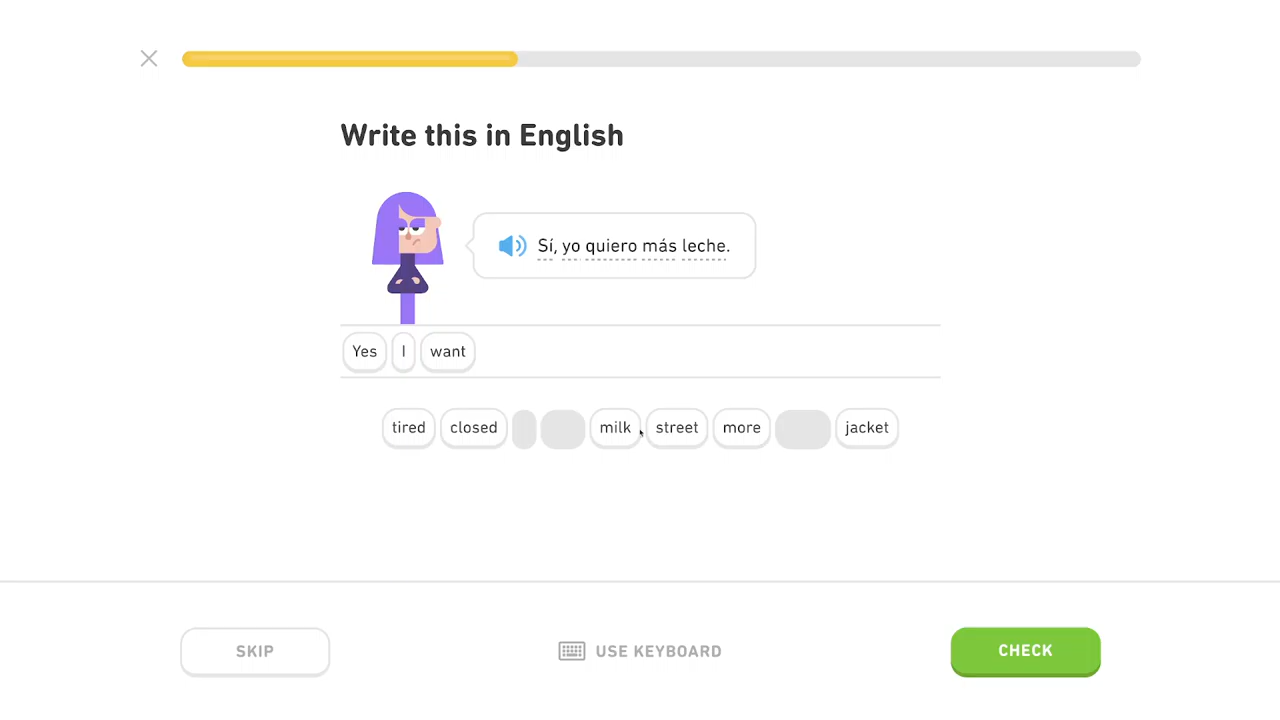 Write this in English
Sí, yo quiero más leche.
Yes I want
tired closed milk street more jacket
SKIP USE KEYBOARD CHECK